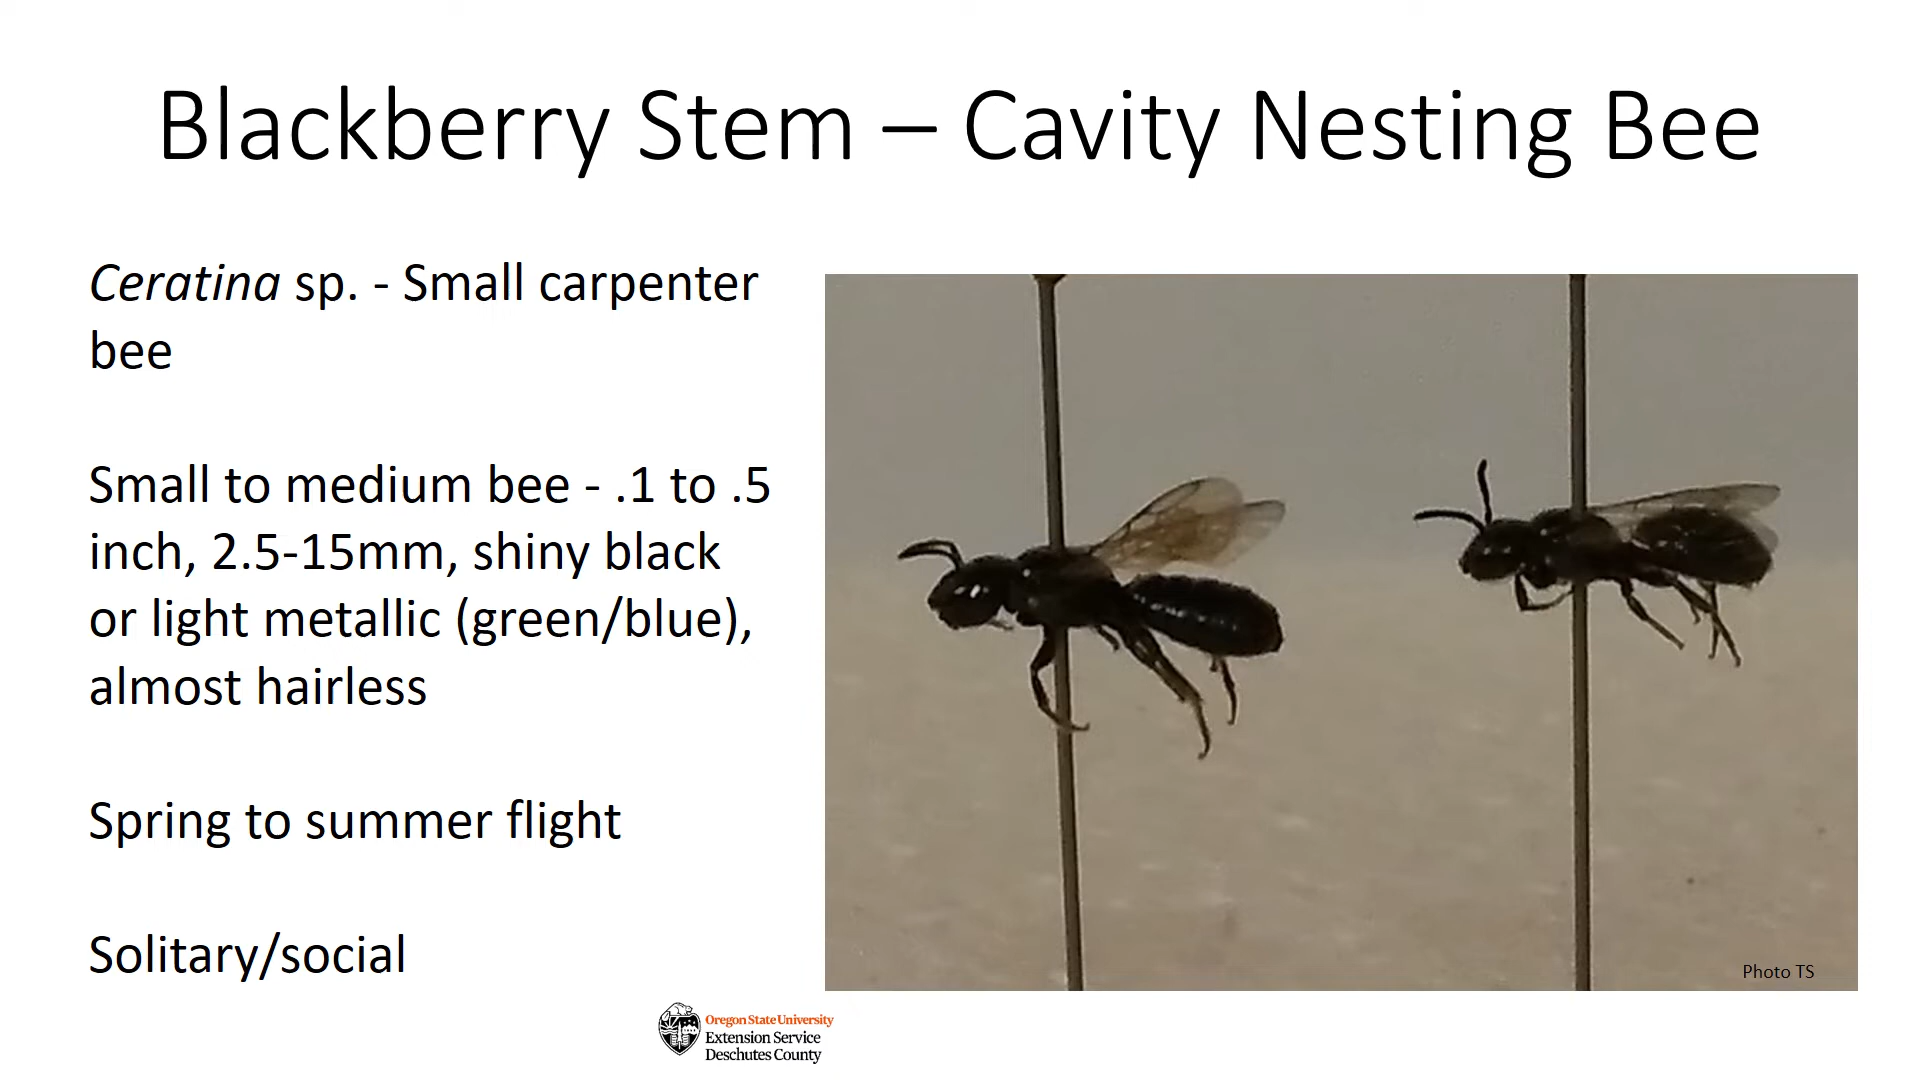 Blackberry Stem – Cavity Nesting Bee
Ceratina sp. - Small carpenter
bee
Small to medium bee - .1 to .5
inch, 2.5-15mm, shiny black
or light metallic (green/blue),
almost hairless
Spring to summer flight
Solitary/social
Photo TS
Oregon State University
Extension Service
Deschutes County